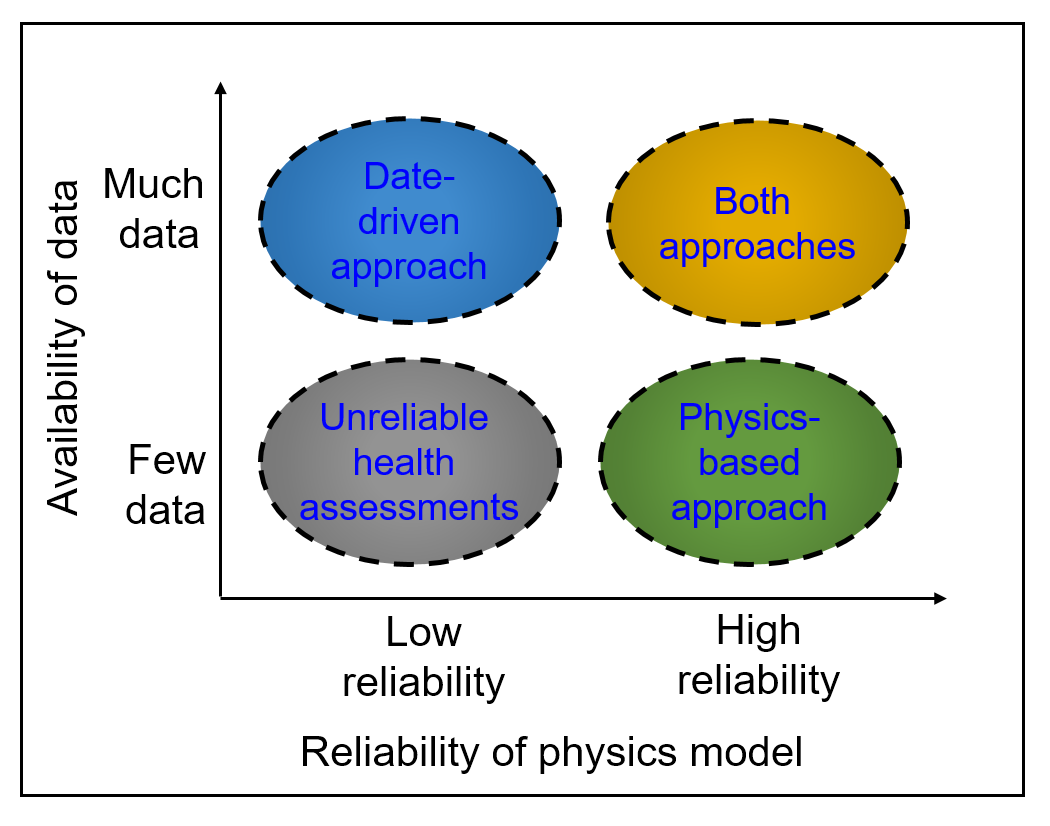 Availability of data
Much
data
Few
data
Date-
driven
approach
Both
approaches
Unreliable
health
assessments
Physics-
based
approach
Low
reliability
High
reliability
Reliability of physics model